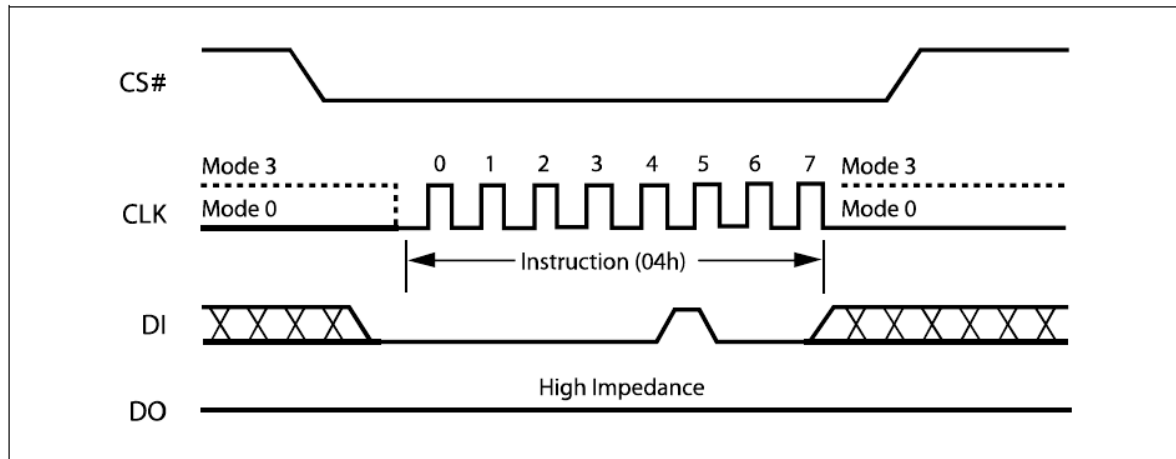 CS#
Mode 3
0 1 2 3 4 5 6 7
Mode 3
CLK
Mode 0
Mode 0
Instruction (04h)
DI
High Impedance
DO